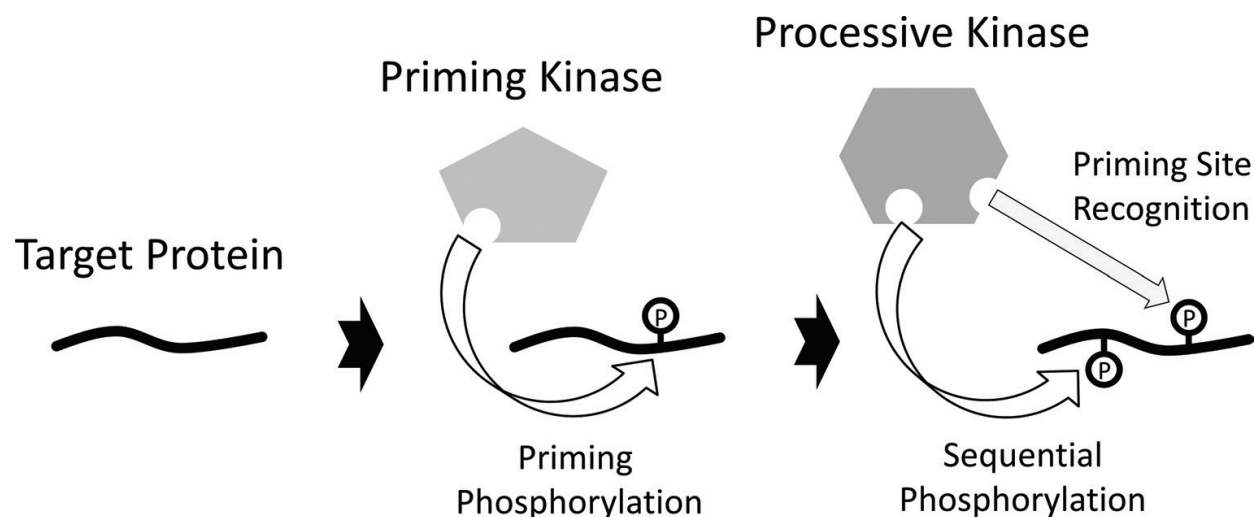 Target Protein
Priming Kinase
P
Priming
Phosphorylation
Processive Kinase
Priming Site
Recognition
P
P
Sequential
Phosphorylation